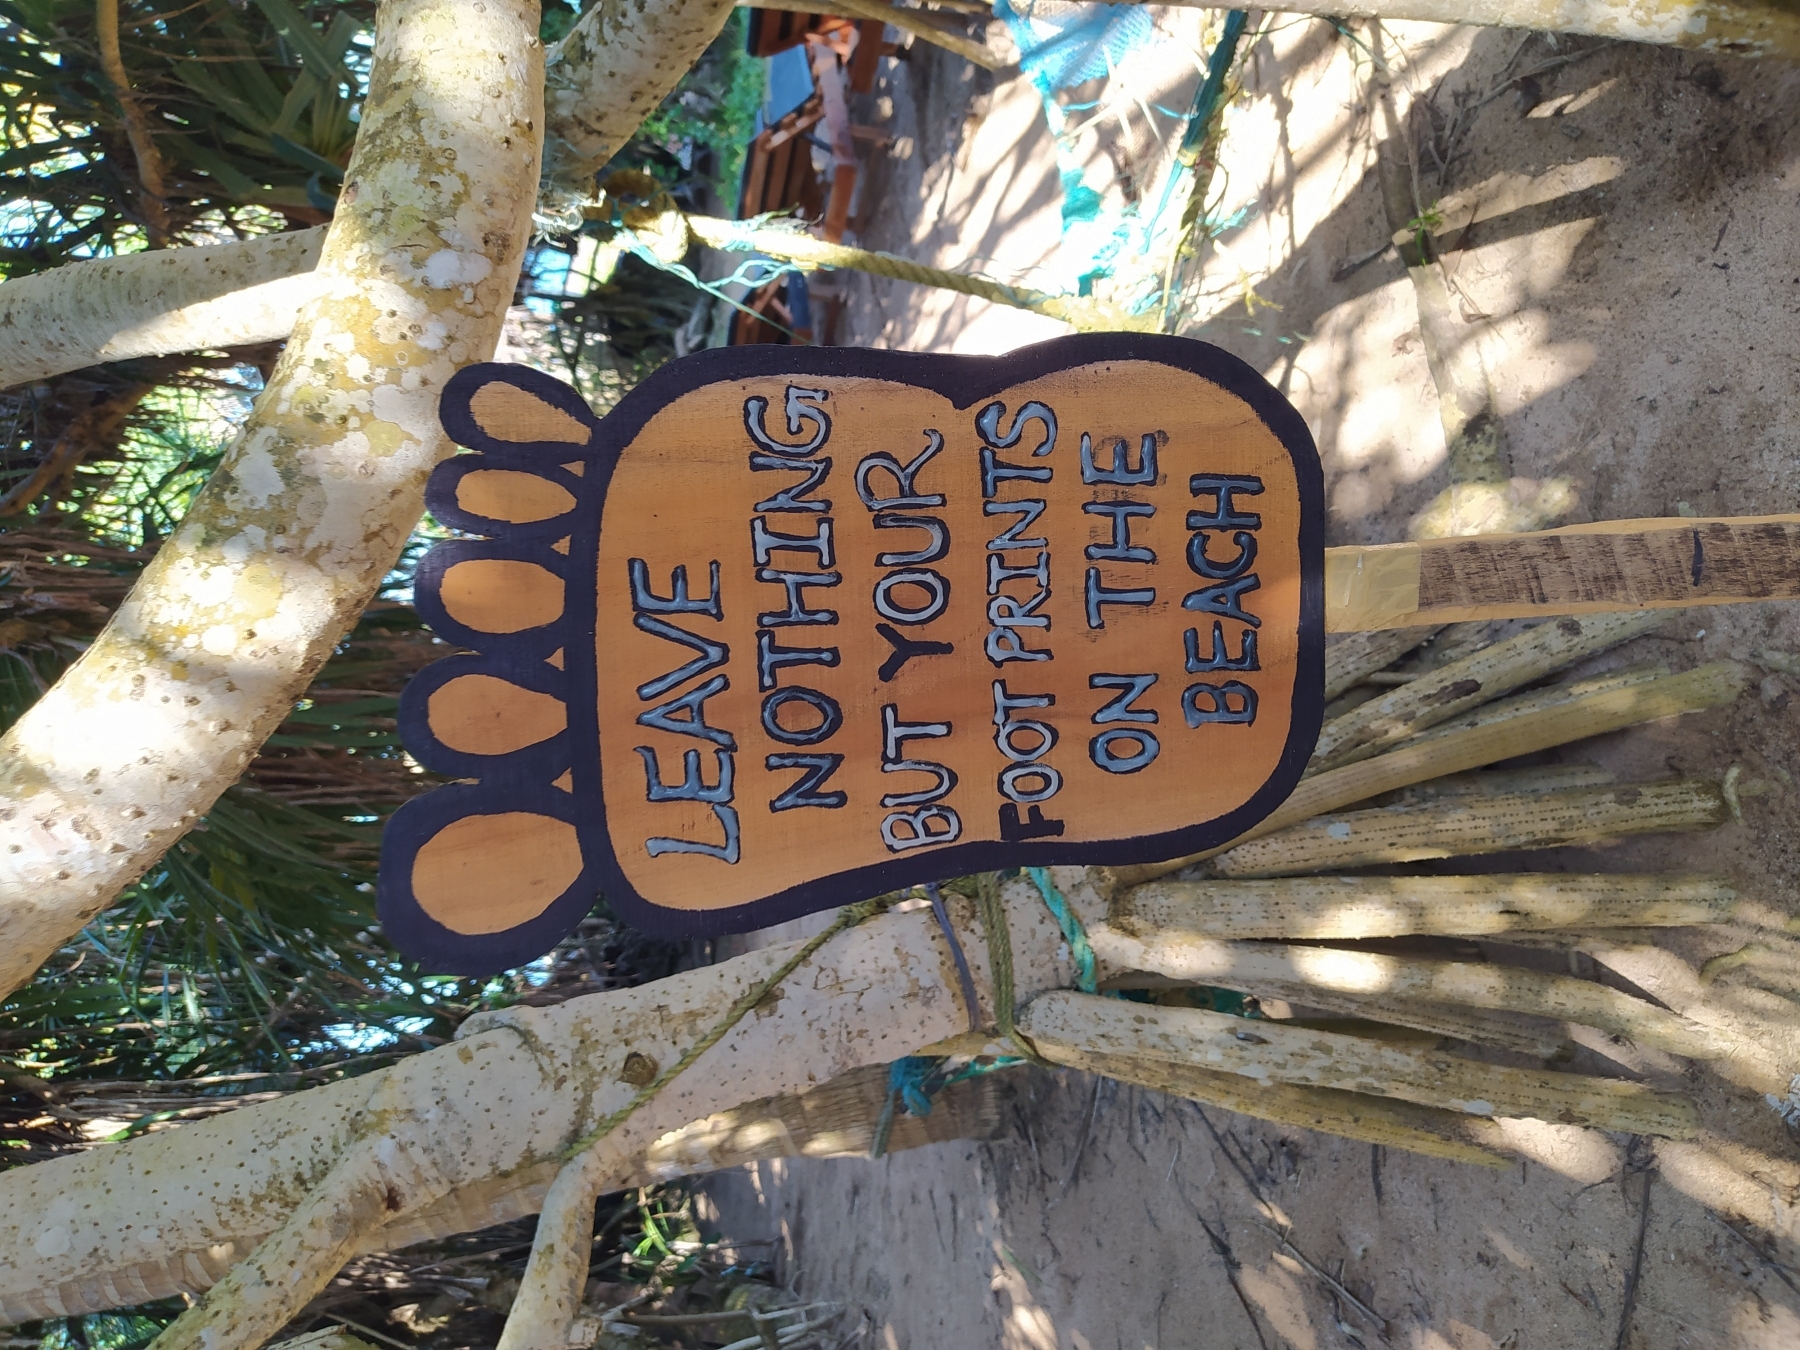 LEAVE
NOTHING
BUT YOUR
FOOT PRINTS
ON THE
BEACH